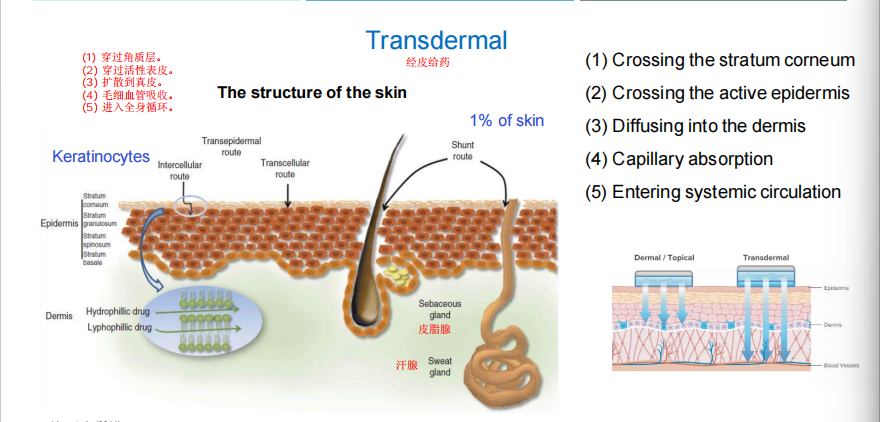 Transdermal
经皮给药
(1) 穿过角质层。
(2) 穿过活性表皮。
(3) 扩散到真皮。
(4) 毛细血管吸收。
(5) 进入全身循环。
The structure of the skin
1% of skin
Keratinocytes
Transepidermal
route
Intercellular
route
Transcellular
route
Shunt
route
Epidermis
Stratum
corneum
Stratum
granulosum
Stratum
spinosum
Stratum
basale
Dermis
Hydrophillic drug
Lyphophillic drug
Sebaceous
gland
皮脂腺
汗腺
Sweat
gland
(1) Crossing the stratum corneum
(2) Crossing the active epidermis
(3) Diffusing into the dermis
(4) Capillary absorption
(5) Entering systemic circulation
Dermal / Topical
Transdermal
Epidermis
Dermis
Blood Vessels